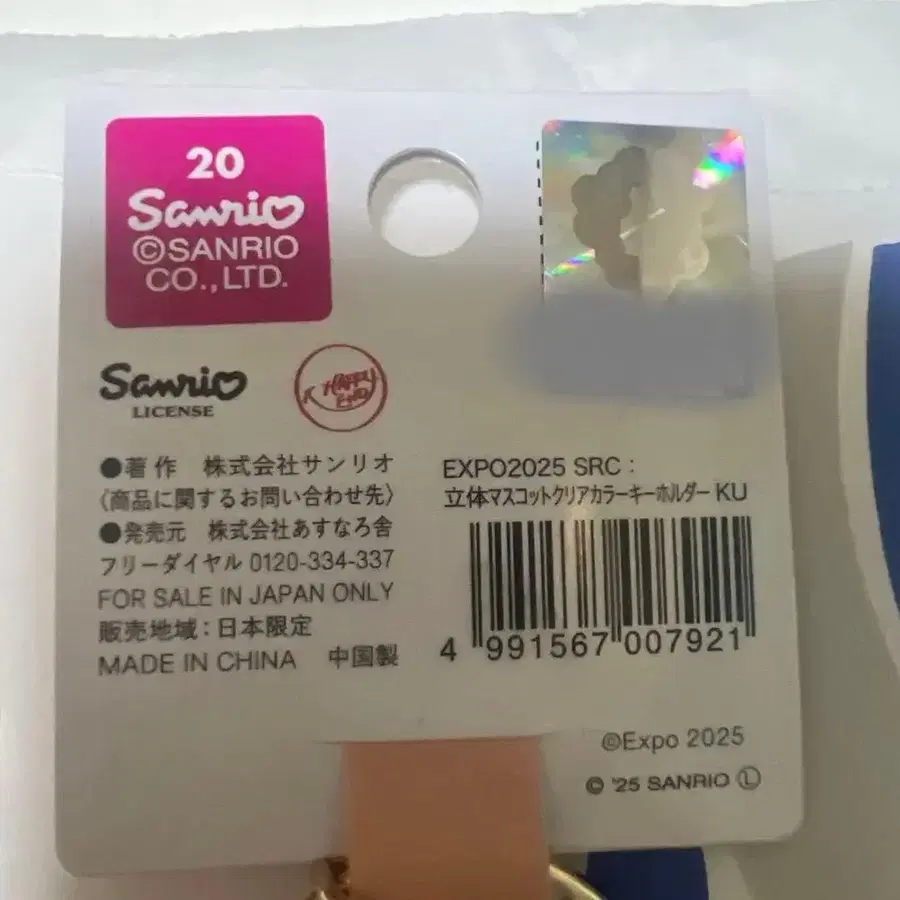 20
Sanrio
©SANRIO
CO.,LTD.
Sanrio
LICENSE
HAPPY
END
●著作 株式会社サンリオ
〈商品に関するお問い合わせ先〉
●発売元 株式会社あすなろ舎
フリーダイヤル 0120-334-337
FOR SALE IN JAPAN ONLY
販売地域:日本限定
MADE IN CHINA 中国製
EXPO2025 SRC:
立体マスコットクリアカラーキーホルダー KU
4 991567 007921
©Expo 2025
© '25 SANRIO Ⓛ